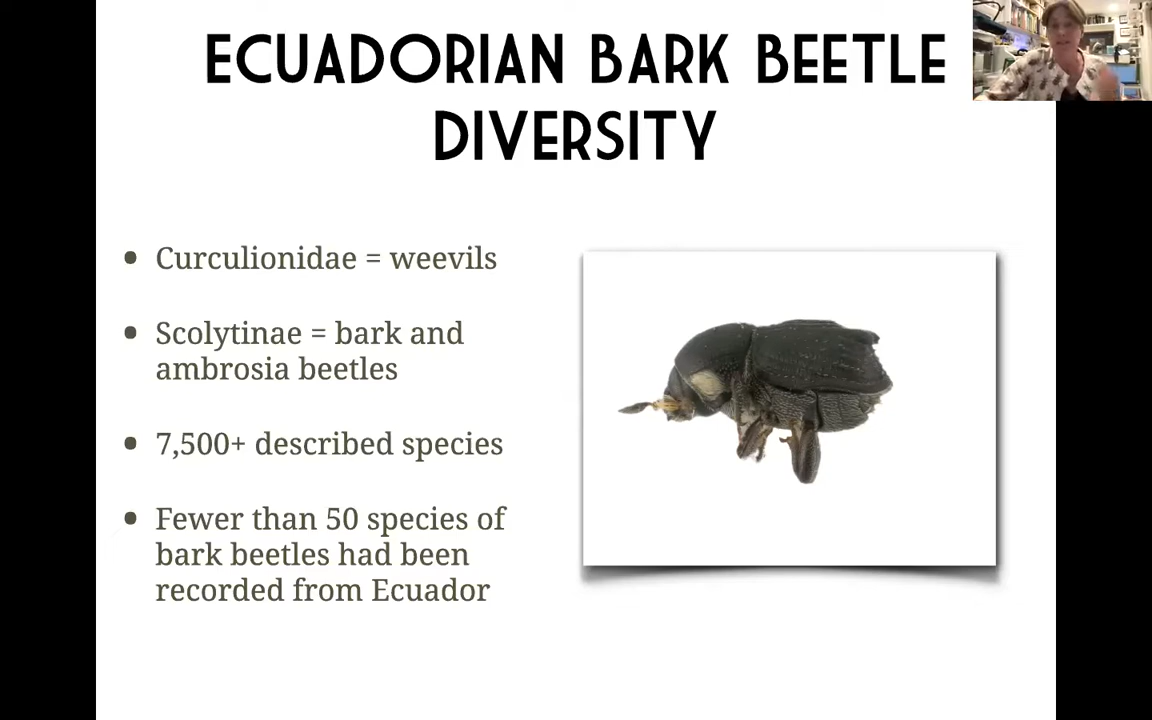 ECUADORIAN BARK BEETLE
DIVERSITY
• Curculionidae = weevils
• Scolytinae = bark and
ambrosia beetles
• 7,500+ described species
• Fewer than 50 species of
bark beetles had been
recorded from Ecuador